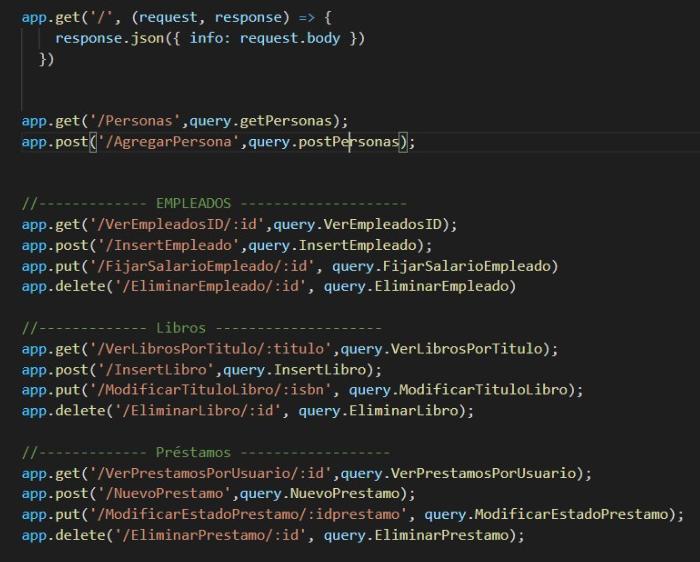 app.get('/', (request, response) => {
response.json({ info: request.body })
})
app.get('/Personas',query.getPersonas);
app.post('/AgregarPersona',query.postPersonas);
//------------- EMPLEADOS --------------------
app.get('/VerEmpleadosID/:id',query.VerEmpleadosID);
app.post('/InsertEmpleado',query.InsertEmpleado);
app.put('/FijarSalarioEmpleado/:id', query.FijarSalarioEmpleado)
app.delete('/EliminarEmpleado/:id', query.EliminarEmpleado)
//------------- Libros --------------------
app.get('/VerLibrosPorTitulo/:titulo',query.VerLibrosPorTitulo);
app.post('/InsertLibro',query.InsertLibro);
app.put('/ModificarTituloLibro/:isbn', query.ModificarTituloLibro);
app.delete('/EliminarLibro/:id', query.EliminarLibro);
//------------- Préstamos ------------------
app.get('/VerPrestamosPorUsuario/:id',query.VerPrestamosPorUsuario);
app.post('/NuevoPrestamo',query.NuevoPrestamo);
app.put('/ModificarEstadoPrestamo/:idprestamo', query.ModificarEstadoPrestamo);
app.delete('/EliminarPrestamo/:id', query.EliminarPrestamo);